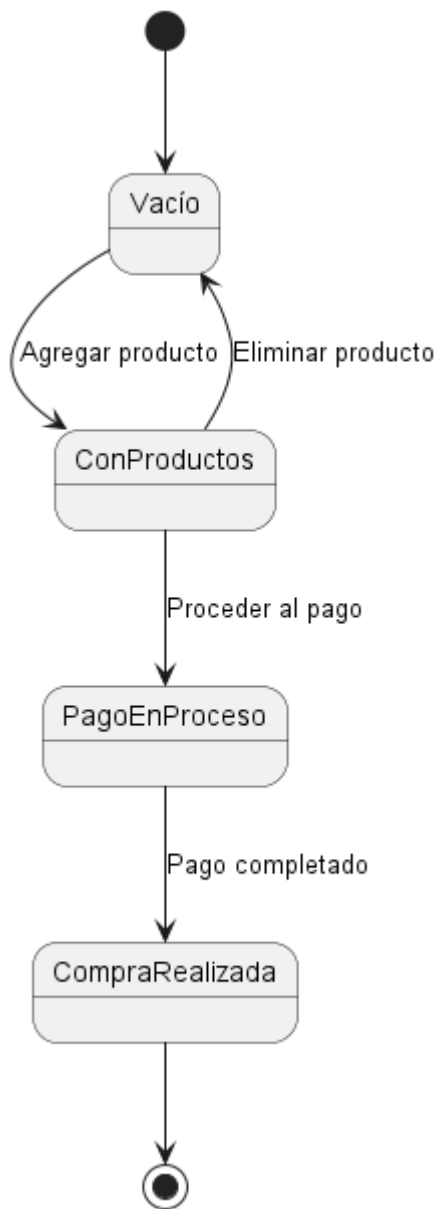 Vacío
Agregar producto
Eliminar producto
ConProductos
Proceder al pago
PagoEnProceso
Pago completado
CompraRealizada